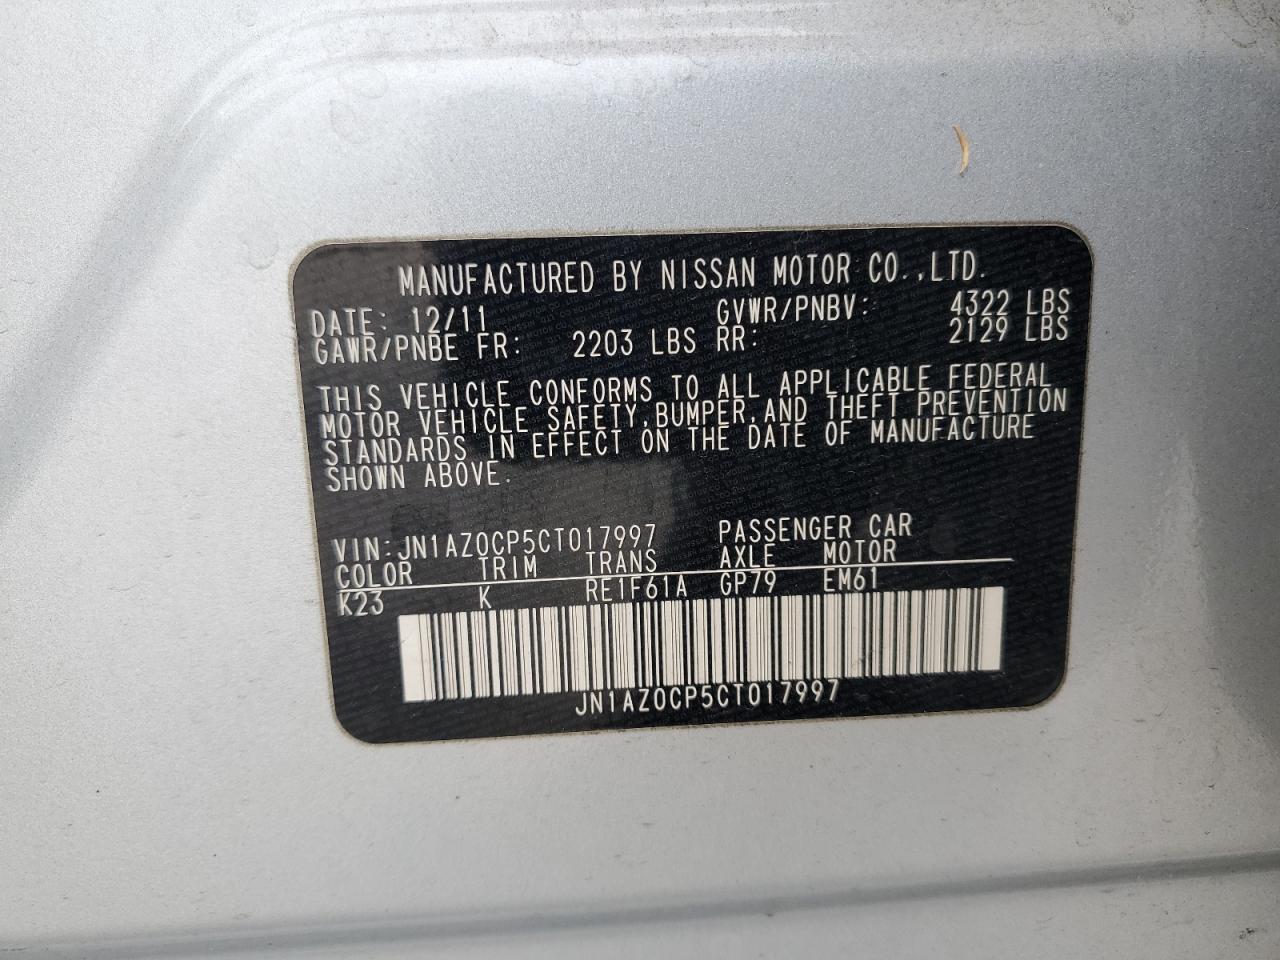 MANUFACTURED BY NISSAN MOTOR CO.,LTD.
DATE: 12/11 GVWR/PNBV: 4322 LBS
GAWR/PNBE FR: 2203 LBS RR: 2129 LBS
THIS VEHICLE CONFORMS TO ALL APPLICABLE FEDERAL
MOTOR VEHICLE SAFETY,BUMPER,AND THEFT PREVENTION
STANDARDS IN EFFECT ON THE DATE OF MANUFACTURE
SHOWN ABOVE.
VIN:JN1AZ0CP5CT017997 PASSENGER CAR
COLOR TRIM TRANS AXLE MOTOR
K23 K RE1F61A GP79 EM61
JN1AZ0CP5CT017997